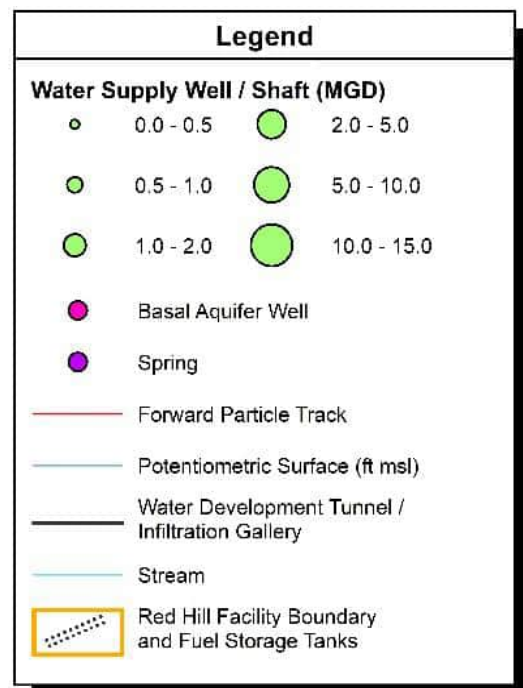 Legend
Water Supply Well / Shaft (MGD)
0.0 - 0.5 2.0 - 5.0
0.5 - 1.0 5.0 - 10.0
1.0 - 2.0 10.0 - 15.0
Basal Aquifer Well
Spring
Forward Particle Track
Potentiometric Surface (ft msl)
Water Development Tunnel /
Infiltration Gallery
Stream
Red Hill Facility Boundary
and Fuel Storage Tanks